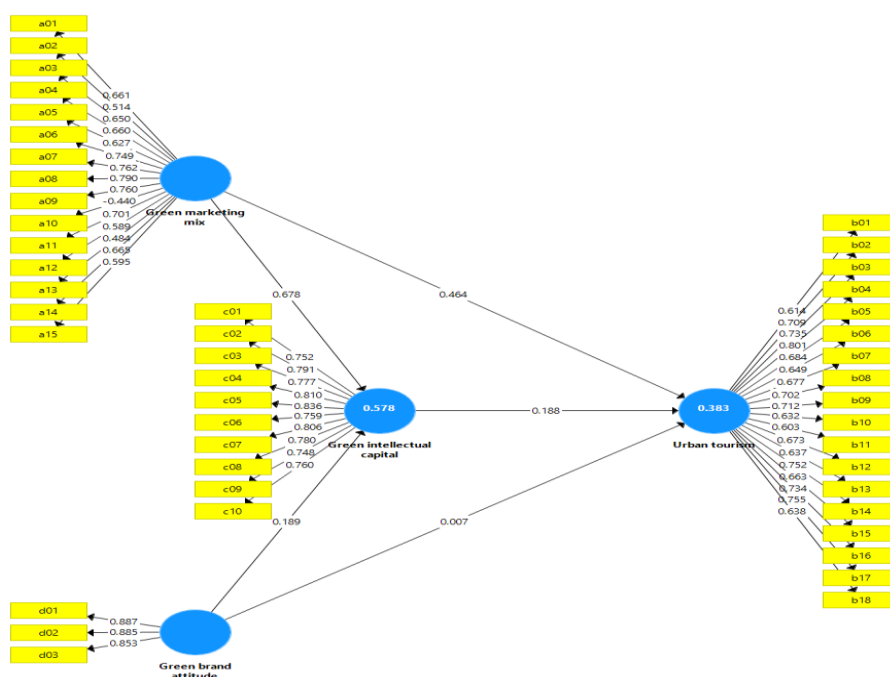 a01
a02
a03
a04
a05
a06
a07
a08
a09
a10
a11
a12
a13
a14
a15
0.661
0.514
0.650
0.660
0.627
0.749
0.762
0.790
0.760
-0.440
0.701
0.589
0.484
0.665
0.595
Green marketing
mix
0.678
0.464
c01
c02
c03
c04
c05
c06
c07
c08
c09
c10
0.752
0.791
0.777
0.810
0.836
0.759
0.806
0.780
0.748
0.760
0.578
Green intellectual
capital
0.188
0.189
0.007
d01
d02
d03
0.887
0.885
0.853
Green brand
attitude
0.383
Urban tourism
0.614
0.709
0.735
0.801
0.684
0.649
0.677
0.702
0.712
0.632
0.603
0.673
0.637
0.752
0.663
0.734
0.755
0.638
b01
b02
b03
b04
b05
b06
b07
b08
b09
b10
b11
b12
b13
b14
b15
b16
b17
b18